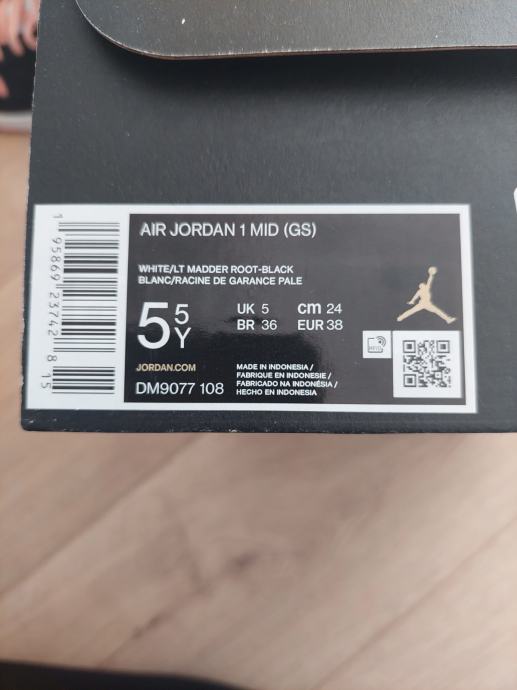 AIR JORDAN 1 MID (GS)
WHITE/LT MADDER ROOT-BLACK
BLANC/RACINE DE GARANCE PALE
5 5Y
UK 5 cm 24
BR 36 EUR 38
JORDAN.COM
DM9077 108
MADE IN INDONESIA /
FABRIQUE EN INDONESIE /
FABRICADO NA INDONÉSIA /
HECHO EN INDONESIA
1 95869 23742 8 15